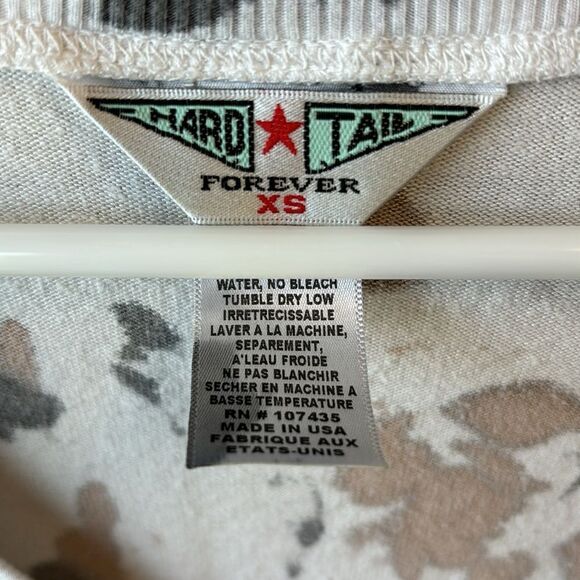 HARD ★ TAIL
FOREVER
XS
WATER, NO BLEACH
TUMBLE DRY LOW
IRRETRECISSABLE
LAVER A LA MACHINE,
SEPAREMENT,
A'LEAU FROIDE
NE PAS BLANCHIR
SECHER EN MACHINE A
BASSE TEMPERATURE
RN # 107435
MADE IN USA
FABRIQUE AUX
ETATS-UNIS